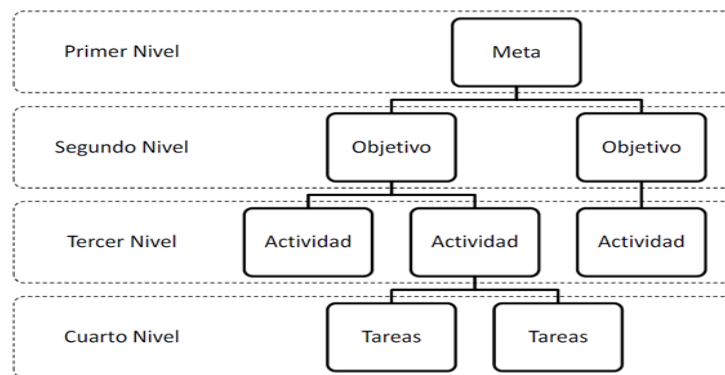 Primer Nivel
Meta
Segundo Nivel
Objetivo
Objetivo
Tercer Nivel
Actividad
Actividad
Actividad
Cuarto Nivel
Tareas
Tareas